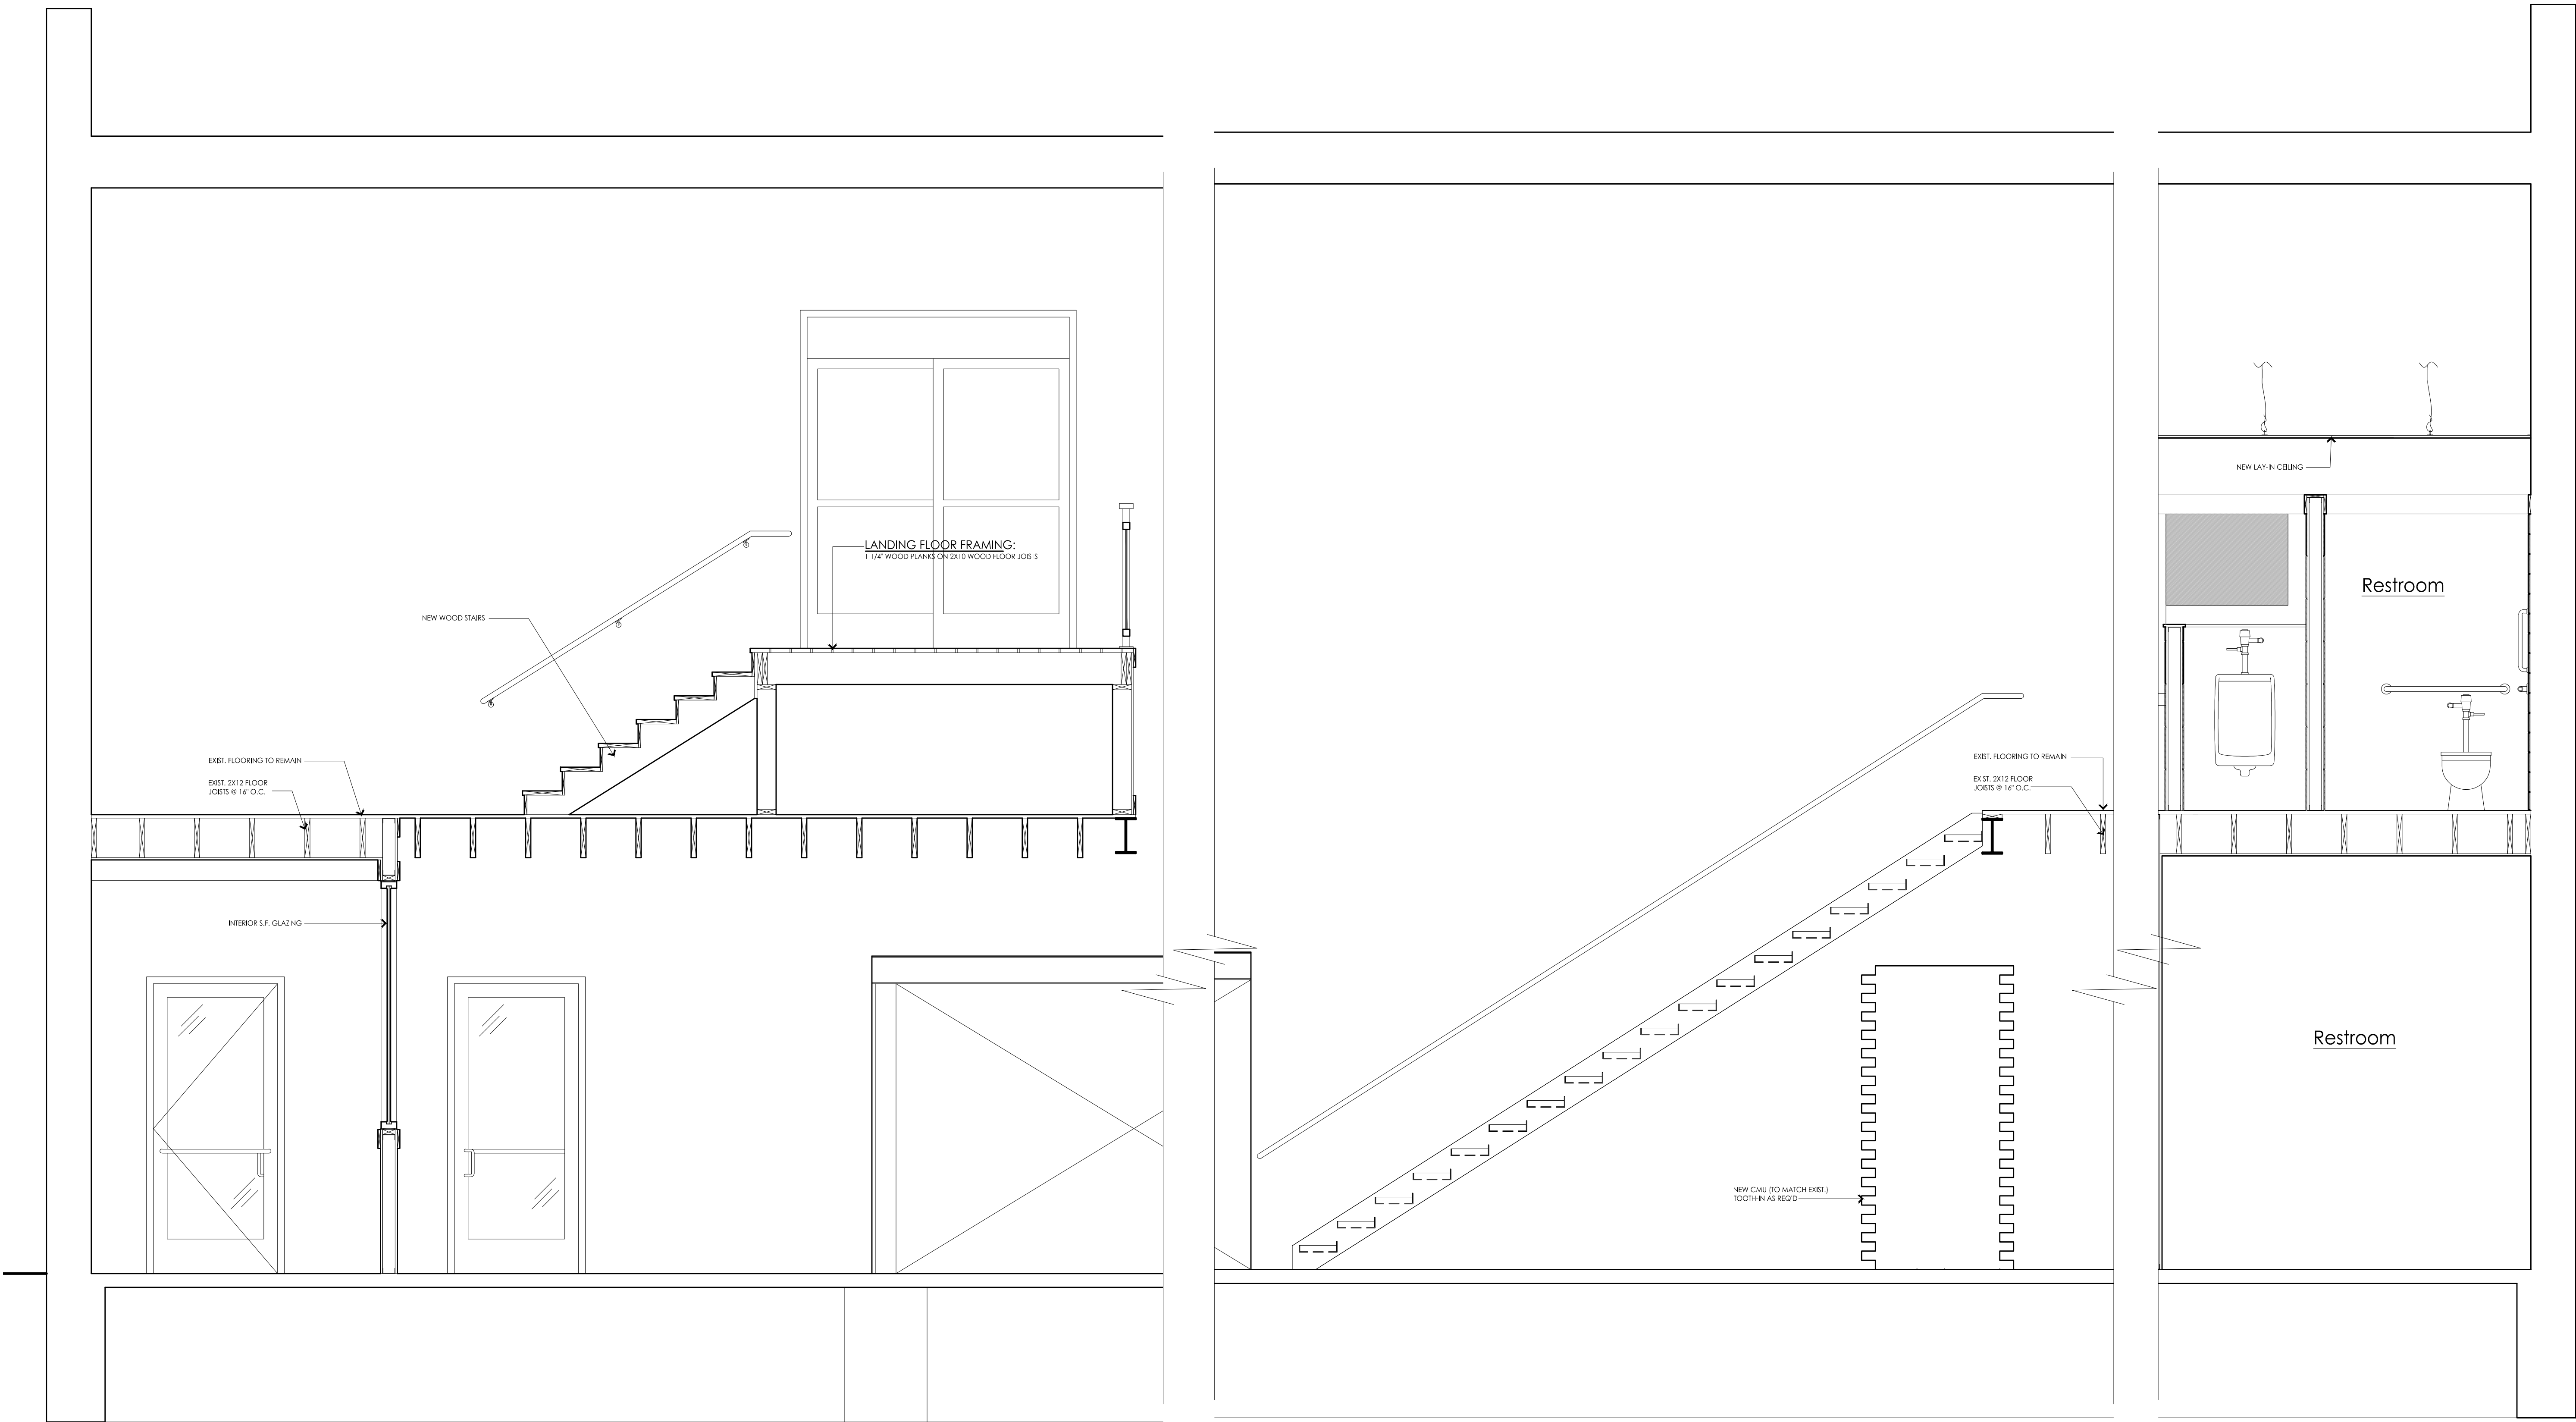 NEW LAY-IN CEILING
LANDING FLOOR FRAMING:
1 1/4" WOOD PLANKS ON 2X10 WOOD FLOOR JOISTS
Restroom
NEW WOOD STAIRS
EXIST. FLOORING TO REMAIN
EXIST. 2X12 FLOOR
JOISTS @ 16" O.C.
EXIST. FLOORING TO REMAIN
EXIST. 2X12 FLOOR
JOISTS @ 16" O.C.
INTERIOR S.F. GLAZING
Restroom
NEW CMU (TO MATCH EXIST.)
TOOTH-IN AS REQ'D